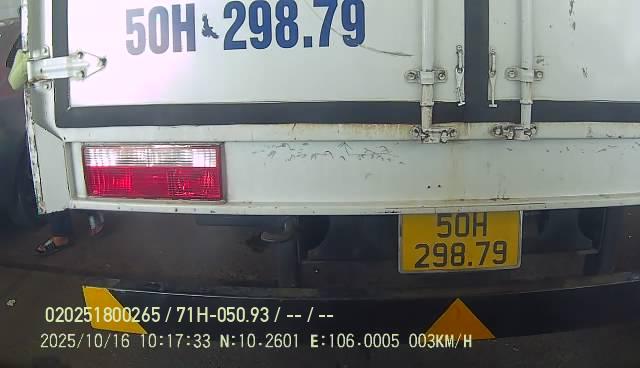 50H 298.79
50H
298.79
020251800265 / 71H-050.93 / -- / --
2025/10/16 10:17:33 N:10.2601 E:106.0005 003KM/H